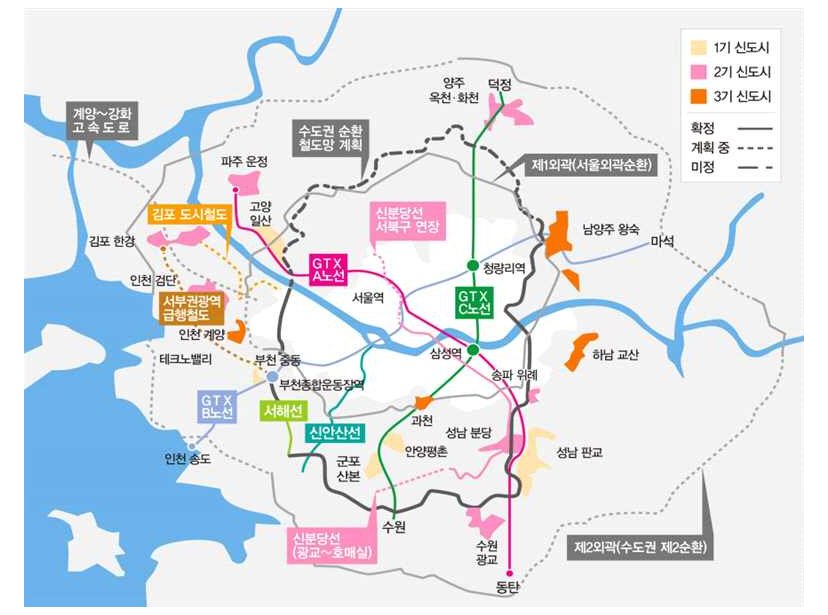 1기 신도시
2기 신도시
3기 신도시
확정
계획 중
미정
양주
옥천·화천
덕정
계양~강화
고 속 도 로
수도권 순환
철도망 계획
제1외곽(서울외곽순환)
파주 운정
고양
일산
신분당선
서북구 연장
김포 도시철도
김포 한강
남양주 왕숙
마석
GTX
A노선
청량리역
인천 검단
서부권광역
급행철도
서울역
GTX
C노선
인천 계양
테크노밸리
부천 중동
삼성역
하남 교산
송파 위례
부천종합운동장역
GTX
B노선
서해선
과천
신안산선
성남 분당
안양평촌
성남 판교
인천 송도
군포
산본
수원
신분당선
(광교~호매실)
수원
광교
제2외곽(수도권 제2순환)
동탄